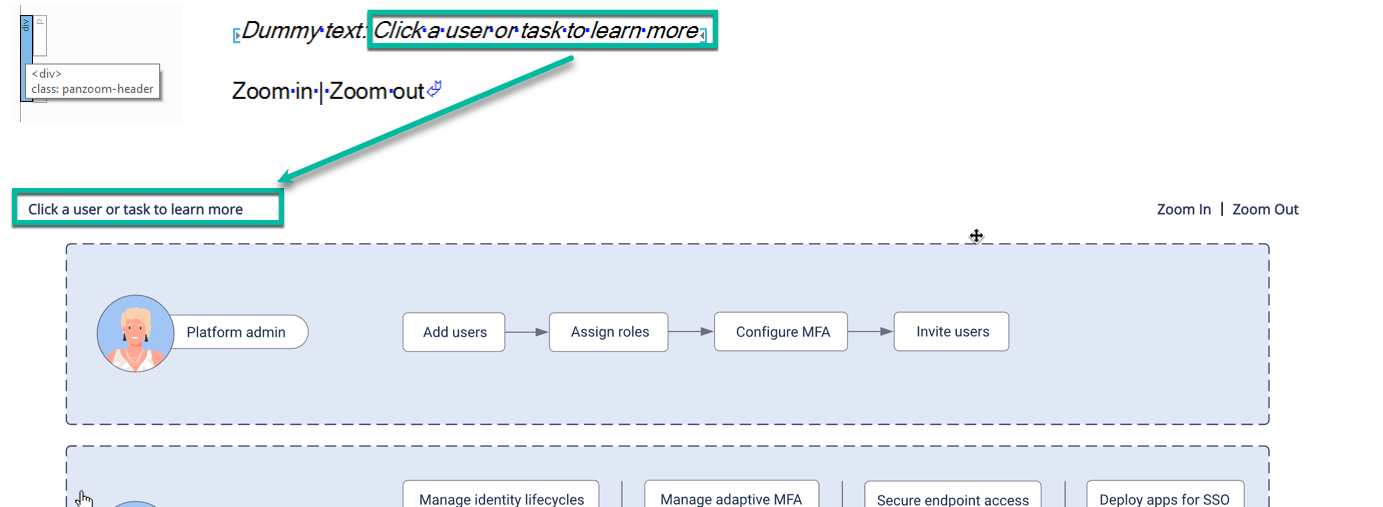 div
P
<div>
class: panzoom-header
Dummy text: Click a user or task to learn more
Zoom in | Zoom out
Click a user or task to learn more
Zoom In | Zoom Out
Platform admin
Add users
Assign roles
Configure MFA
Invite users
Manage identity lifecycles
Manage adaptive MFA
Secure endpoint access
Deploy apps for SSO